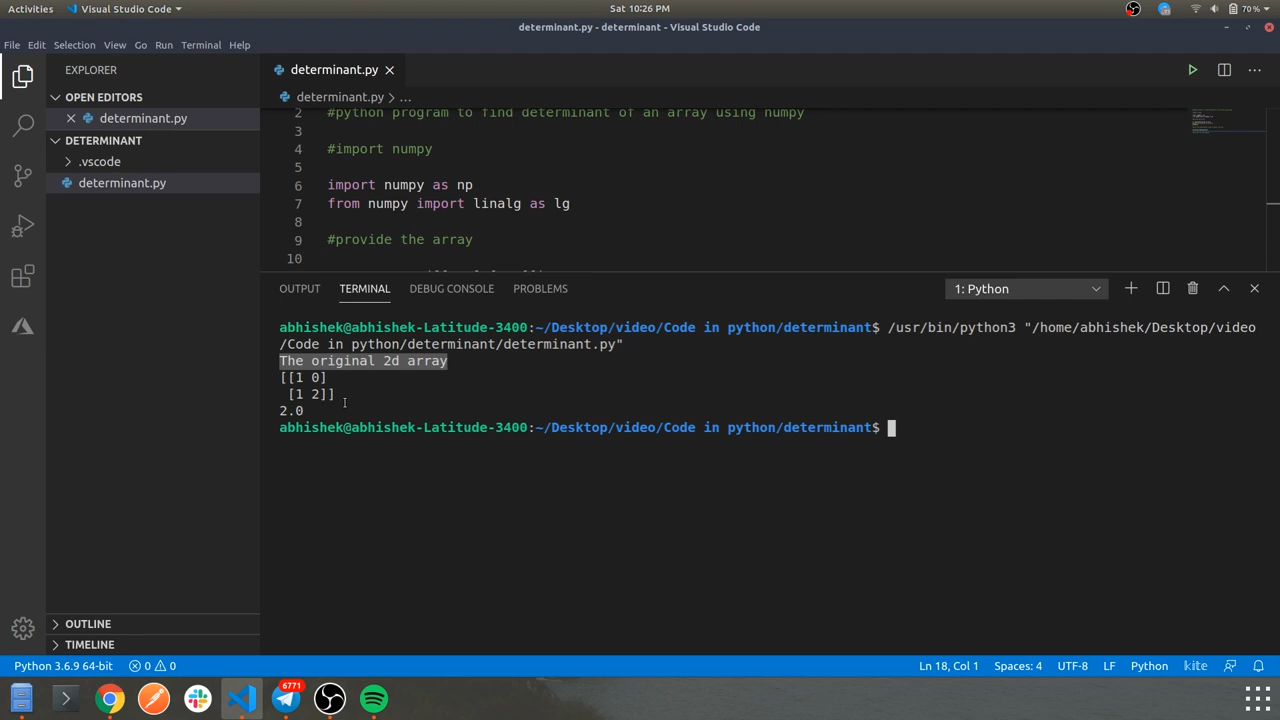 Activities
Visual Studio Code
Sat 10:26 PM
70 %
determinant.py - determinant - Visual Studio Code
File Edit Selection View Go Run Terminal Help
EXPLORER
OPEN EDITORS
determinant.py
DETERMINANT
.vscode
determinant.py
OUTLINE
TIMELINE
determinant.py
determinant.py > ...
2 #python program to find determinant of an array using numpy
3
4 #import numpy
5
6 import numpy as np
7 from numpy import linalg as lg
8
9 #provide the array
10
OUTPUT TERMINAL DEBUG CONSOLE PROBLEMS
1: Python
abhishek@abhishek-Latitude-3400:~/Desktop/video/Code in python/determinant$ /usr/bin/python3 "/home/abhishek/Desktop/video
/Code in python/determinant/determinant.py"
The original 2d array
[[1 0]
[1 2]]
2.0
abhishek@abhishek-Latitude-3400:~/Desktop/video/Code in python/determinant$
Python 3.6.9 64-bit
0
0
Ln 18, Col 1
Spaces: 4
UTF-8
LF
Python
kite
6771